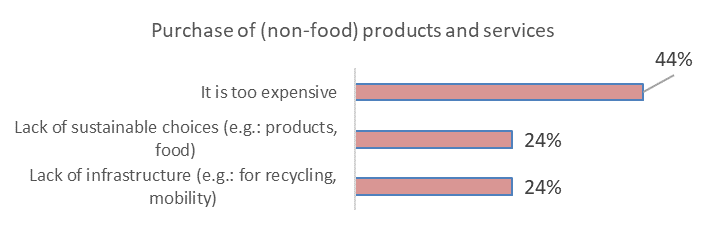 Purchase of (non-food) products and services
44%
It is too expensive
Lack of sustainable choices (e.g.: products,
food)
24%
Lack of infrastructure (e.g.: for recycling,
mobility)
24%